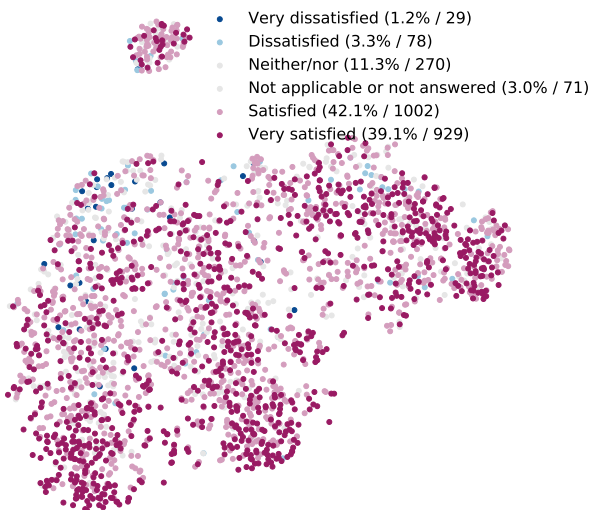 Very dissatisfied (1.2% / 29)
Dissatisfied (3.3% / 78)
Neither/nor (11.3% / 270)
Not applicable or not answered (3.0% / 71)
Satisfied (42.1% / 1002)
Very satisfied (39.1% / 929)